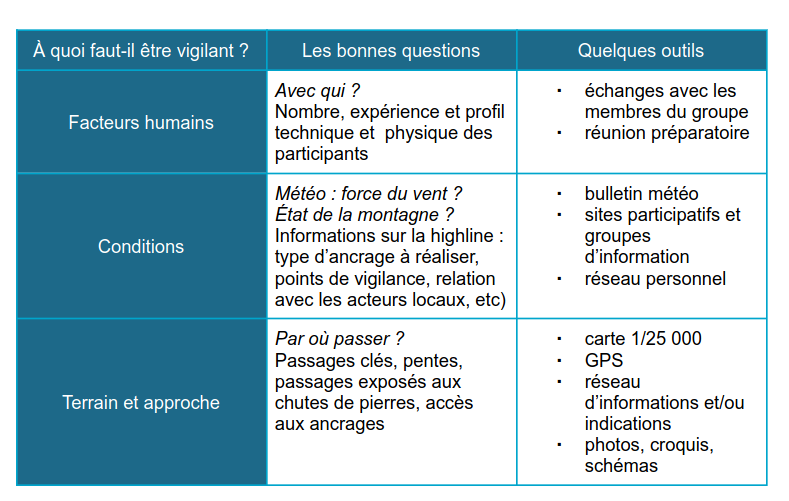 À quoi faut-il être vigilant ?
Les bonnes questions
Quelques outils
Facteurs humains
Avec qui ?
Nombre, expérience et profil
technique et  physique des
participants
▪ échanges avec les
membres du groupe
▪ réunion préparatoire
Conditions
Météo : force du vent ?
État de la montagne ?
Informations sur la highline :
type d’ancrage à réaliser,
points de vigilance, relation
avec les acteurs locaux, etc)
▪ bulletin météo
▪ sites participatifs et
groupes
d’information
▪ réseau personnel
Terrain et approche
Par où passer ?
Passages clés, pentes,
passages exposés aux
chutes de pierres, accès
aux ancrages
▪ carte 1/25 000
▪ GPS
▪ réseau
d’informations et/ou
indications
▪ photos, croquis,
schémas